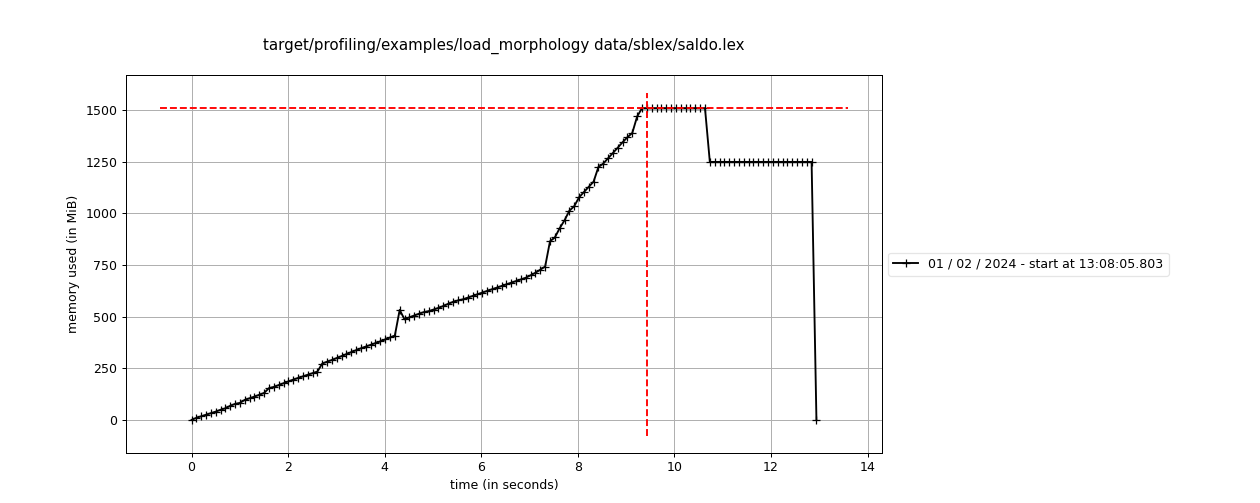 target/profiling/examples/load_morphology data/sblex/saldo.lex
memory used (in MiB)
1500
1250
1000
750
500
250
0
0 2 4 6 8 10 12 14
time (in seconds)
01 / 02 / 2024 - start at 13:08:05.803